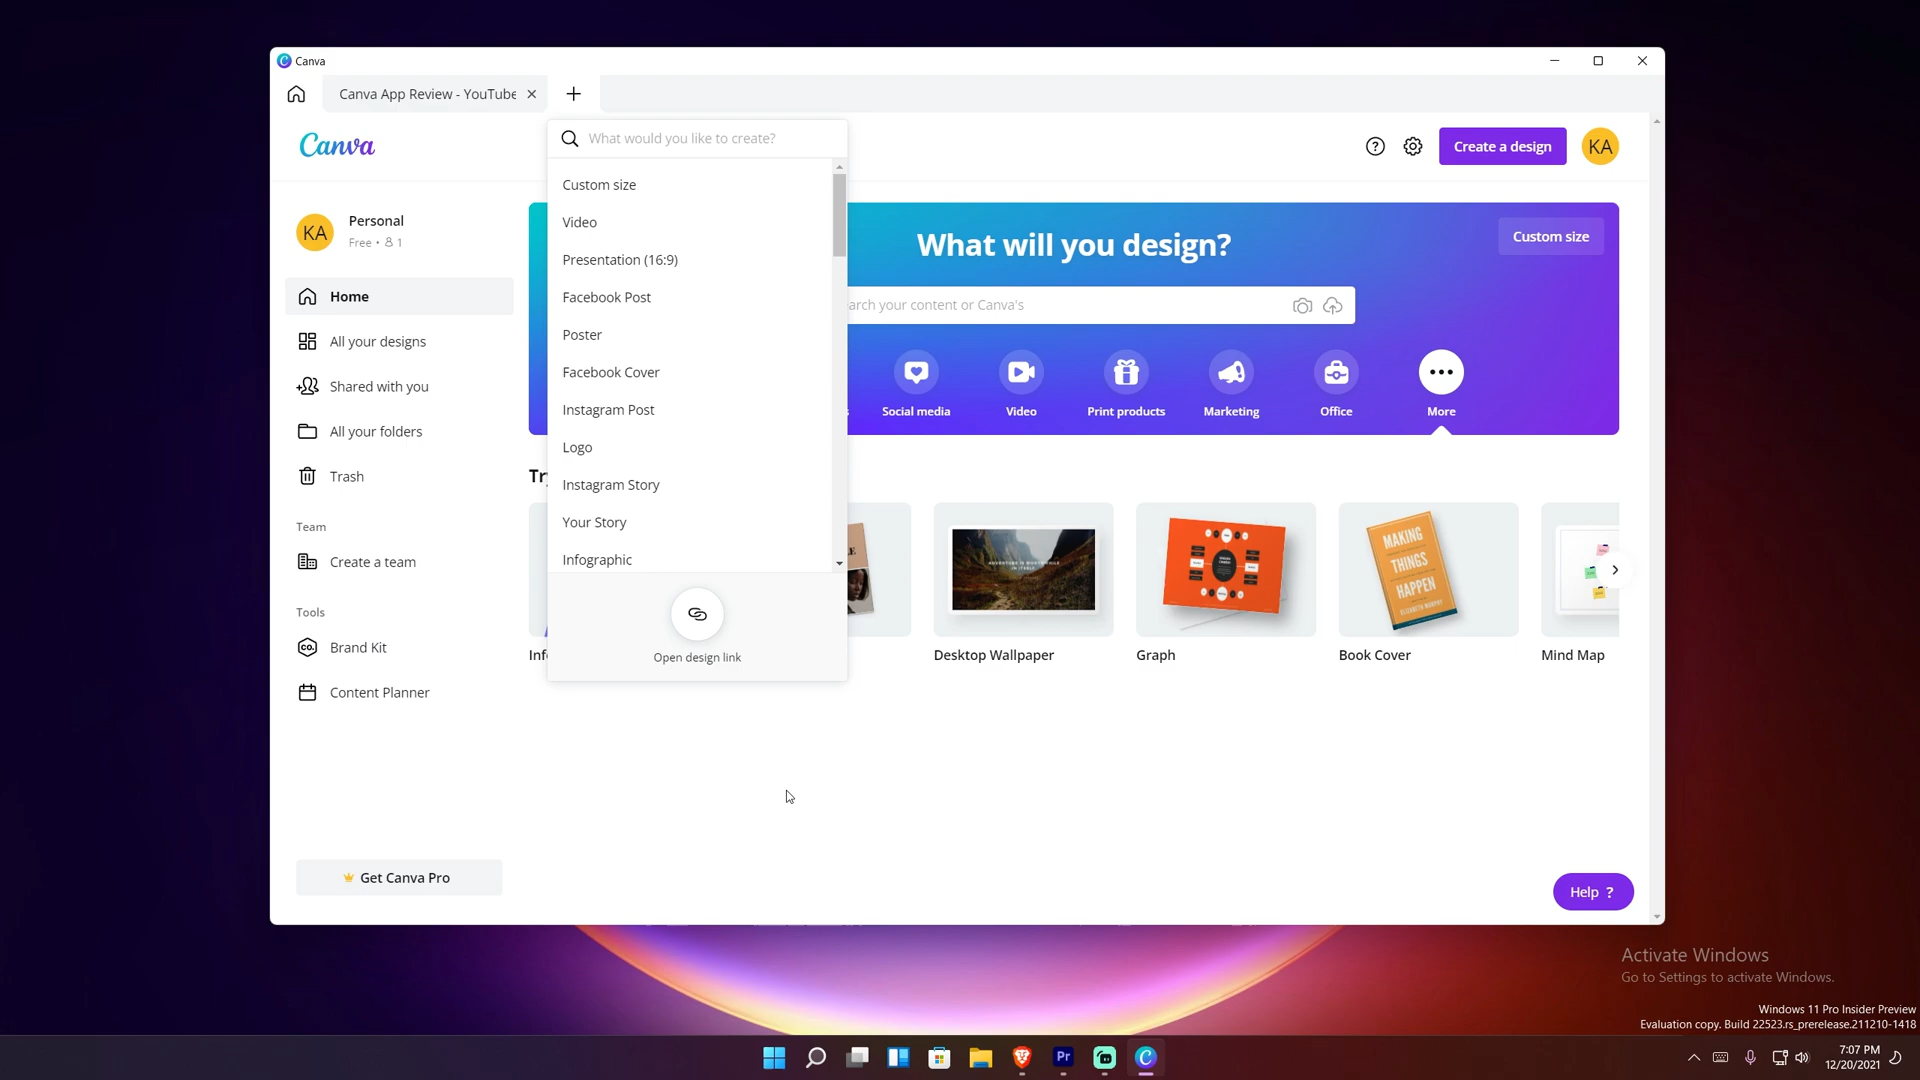 Canva
Canva App Review - YouTube
Canva
What would you like to create?
Create a design
KA
KA
Personal
Free • 1
Custom size
Video
Presentation (16:9)
Facebook Post
Poster
Facebook Cover
Instagram Post
Logo
Instagram Story
Your Story
Infographic
Open design link
What will you design?
Custom size
arch your content or Canva's
s
Social media
Video
Print products
Marketing
Office
More
Home
All your designs
Shared with you
All your folders
Trash
Team
Create a team
Tools
co.
Brand Kit
Content Planner
Try
MAKING
THINGS
HAPPEN
Inf
Desktop Wallpaper
Graph
Book Cover
Mind Map
Get Canva Pro
Help ?
Activate Windows
Go to Settings to activate Windows.
Windows 11 Pro Insider Preview
Evaluation copy. Build 22523.rs_prerelease.211210-1418
Pr
7:07 PM
12/20/2021